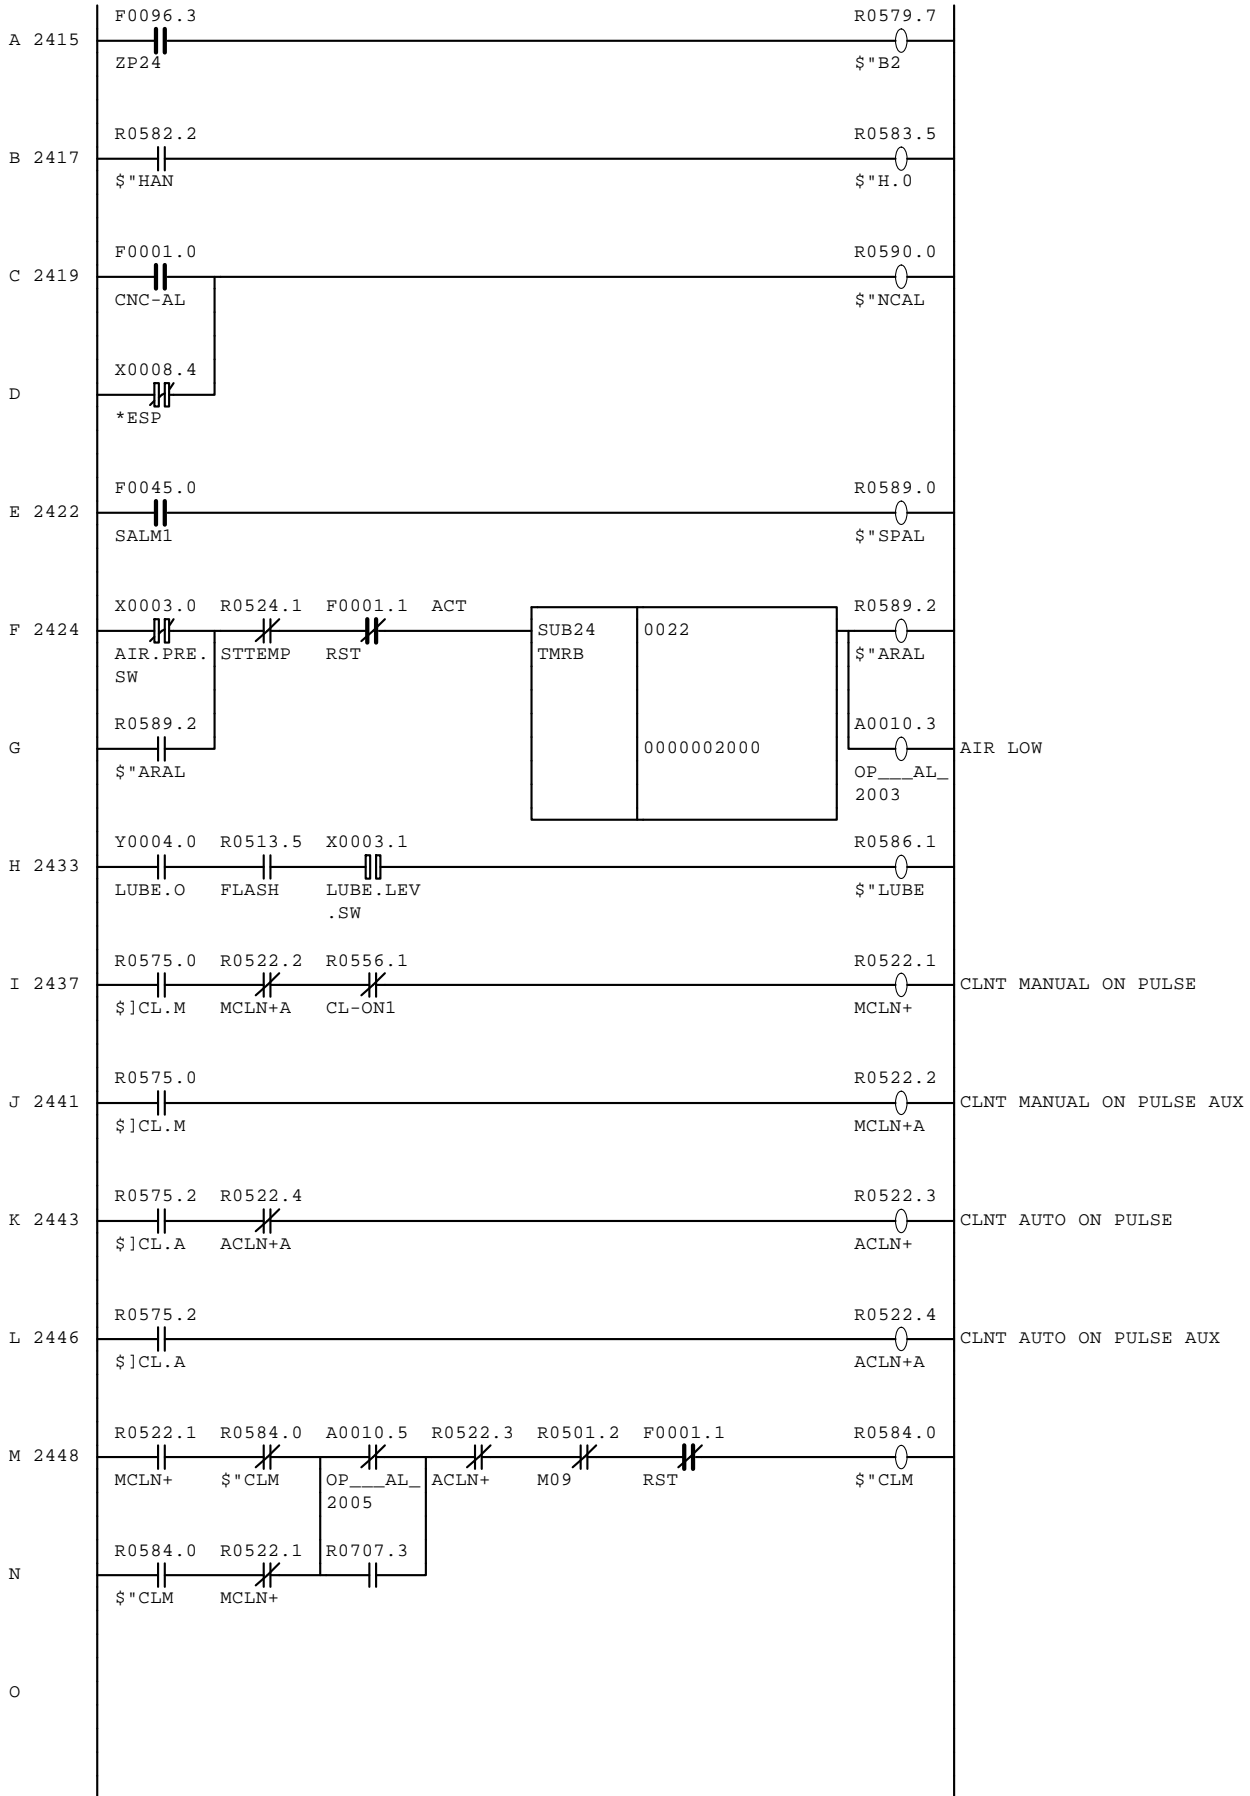 F0096.3 R0579.7
A 2415
ZP24 $"B2
R0582.2 R0583.5
B 2417
$"HAN $"H.0
F0001.0 R0590.0
C 2419
CNC-AL $"NCAL
X0008.4
D
*ESP
F0045.0 R0589.0
E 2422
SALM1 $"SPAL
X0003.0 R0524.1 F0001.1 ACT R0589.2
F 2424 SUB24 0022
AIR.PRE. STTEMP RST TMRB $"ARAL
SW
R0589.2 A0010.3
G 0000002000 AIR LOW
$"ARAL OP___AL_
2003
Y0004.0 R0513.5 X0003.1 R0586.1
H 2433
LUBE.O FLASH LUBE.LEV $"LUBE
.SW
R0575.0 R0522.2 R0556.1 R0522.1
I 2437 CLNT MANUAL ON PULSE
$]CL.M MCLN+A CL-ON1 MCLN+
R0575.0 R0522.2
J 2441 CLNT MANUAL ON PULSE AUX
$]CL.M MCLN+A
R0575.2 R0522.4 R0522.3
K 2443 CLNT AUTO ON PULSE
$]CL.A ACLN+A ACLN+
R0575.2 R0522.4
L 2446 CLNT AUTO ON PULSE AUX
$]CL.A ACLN+A
R0522.1 R0584.0 A0010.5 R0522.3 R0501.2 F0001.1 R0584.0
M 2448
MCLN+ $"CLM OP___AL_ ACLN+ M09 RST $"CLM
2005
R0584.0 R0522.1 R0707.3
N
$"CLM MCLN+
O